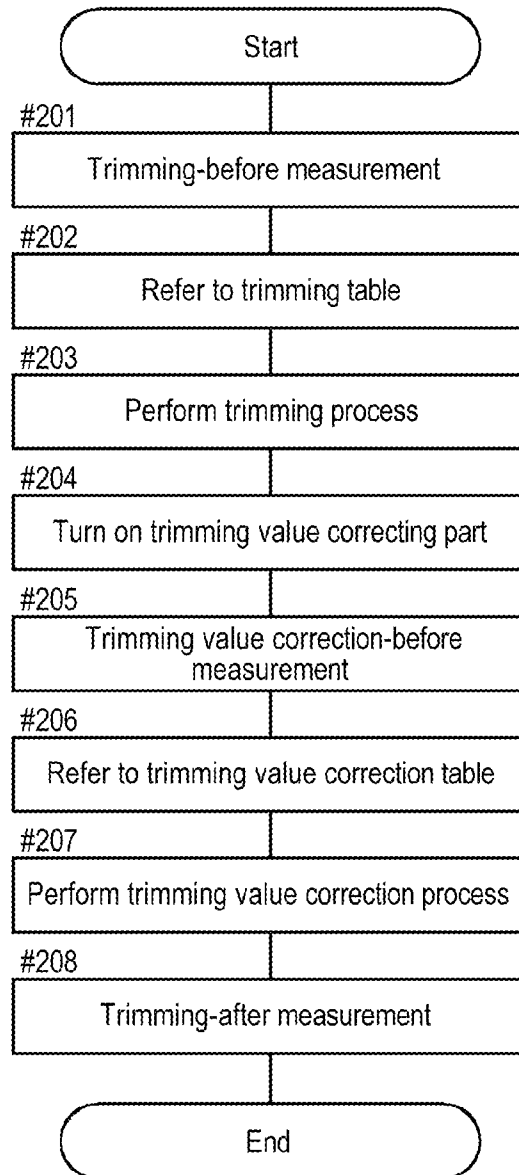 Start
#201
Trimming-before measurement
#202
Refer to trimming table
#203
Perform trimming process
#204
Turn on trimming value correcting part
#205
Trimming value correction-before
measurement
#206
Refer to trimming value correction table
#207
Perform trimming value correction process
#208
Trimming-after measurement
End